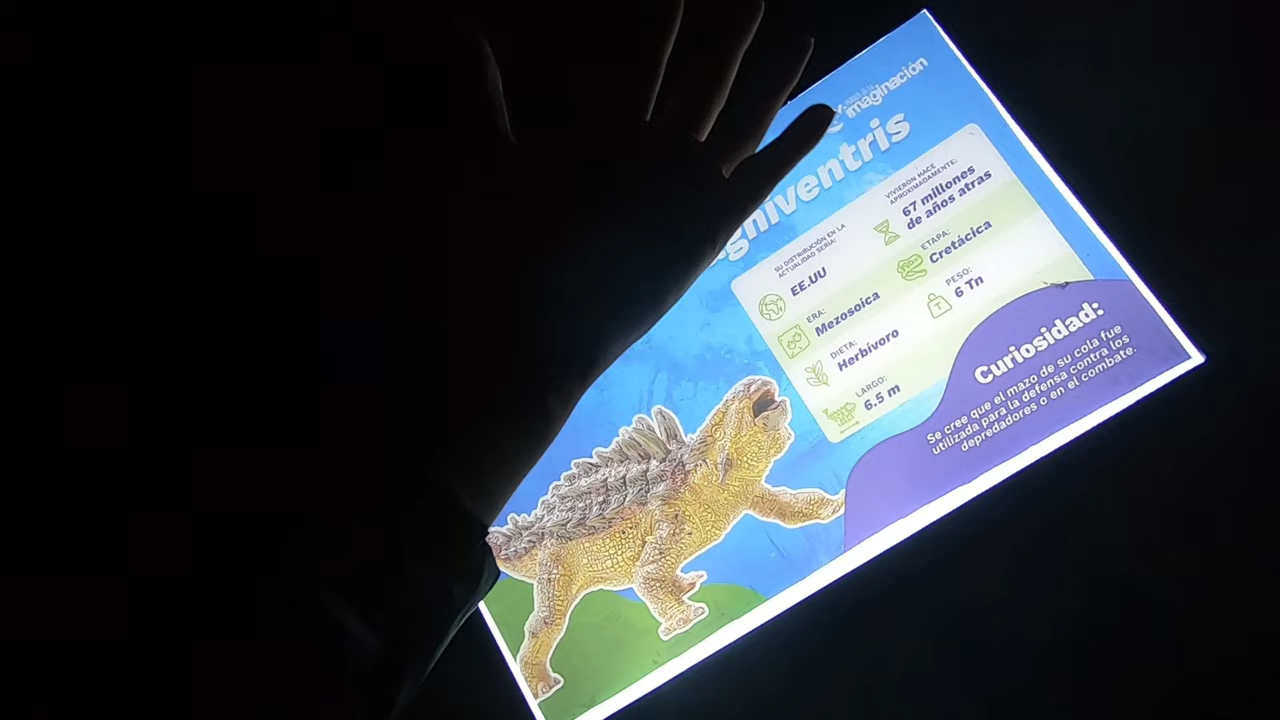 imaginación
gniventris
SU DISTRIBUCIÓN EN LA
ACTUALIDAD SERÍA:
EE.UU
ERA:
Mezosoica
DIETA:
Herbívoro
LARGO:
6.5 m
VIVIERON HACE
APROXIMADAMENTE:
67 millones
de años atras
ETAPA:
Cretácica
PESO:
6 Tn
Curiosidad:
Se cree que el mazo de su cola fue
utilizada para la defensa contra los
depredadores o en el combate.